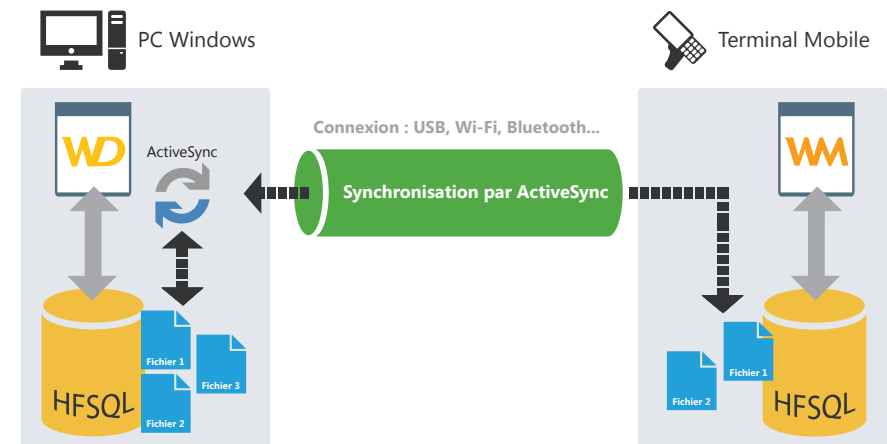 PC Windows
Terminal Mobile
Connexion : USB, Wi-Fi, Bluetooth...
WD
ActiveSync
Synchronisation par ActiveSync
WM
Fichier 1
Fichier 3
Fichier 2
HFSQL
Fichier 1
Fichier 2
HFSQL